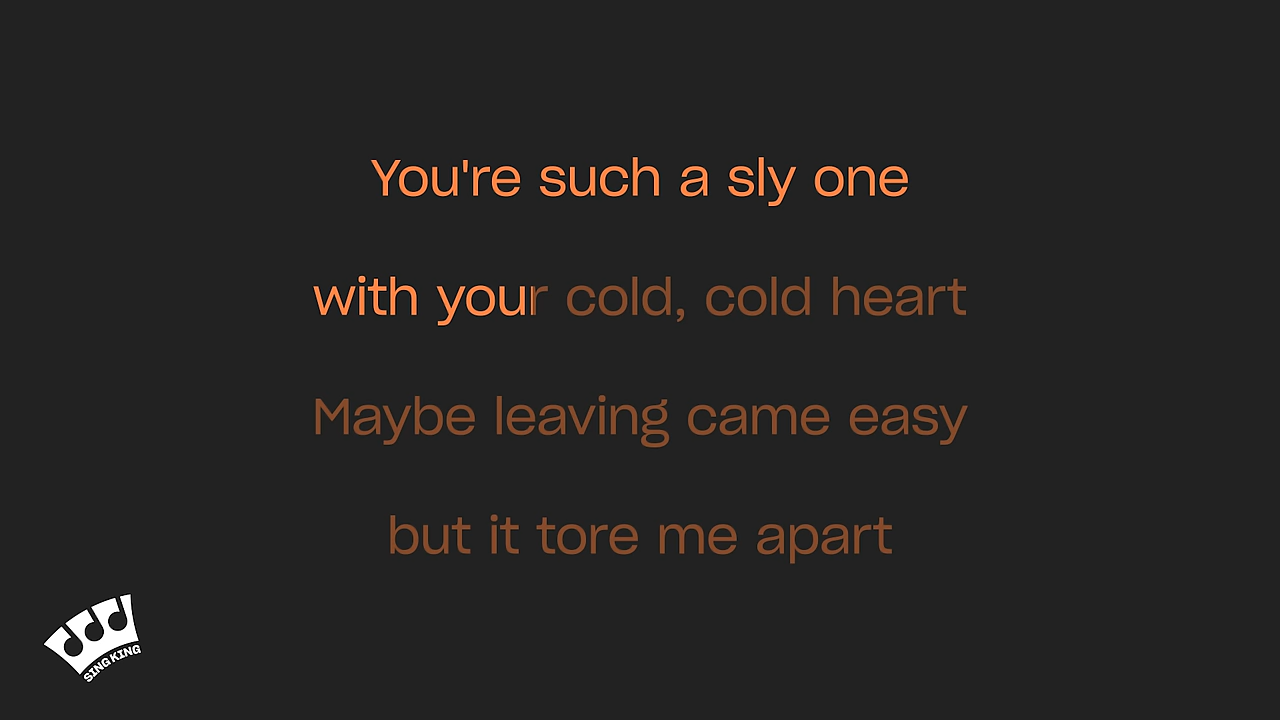 You're such a sly one
with your cold, cold heart
Maybe leaving came easy
but it tore me apart
SING KING